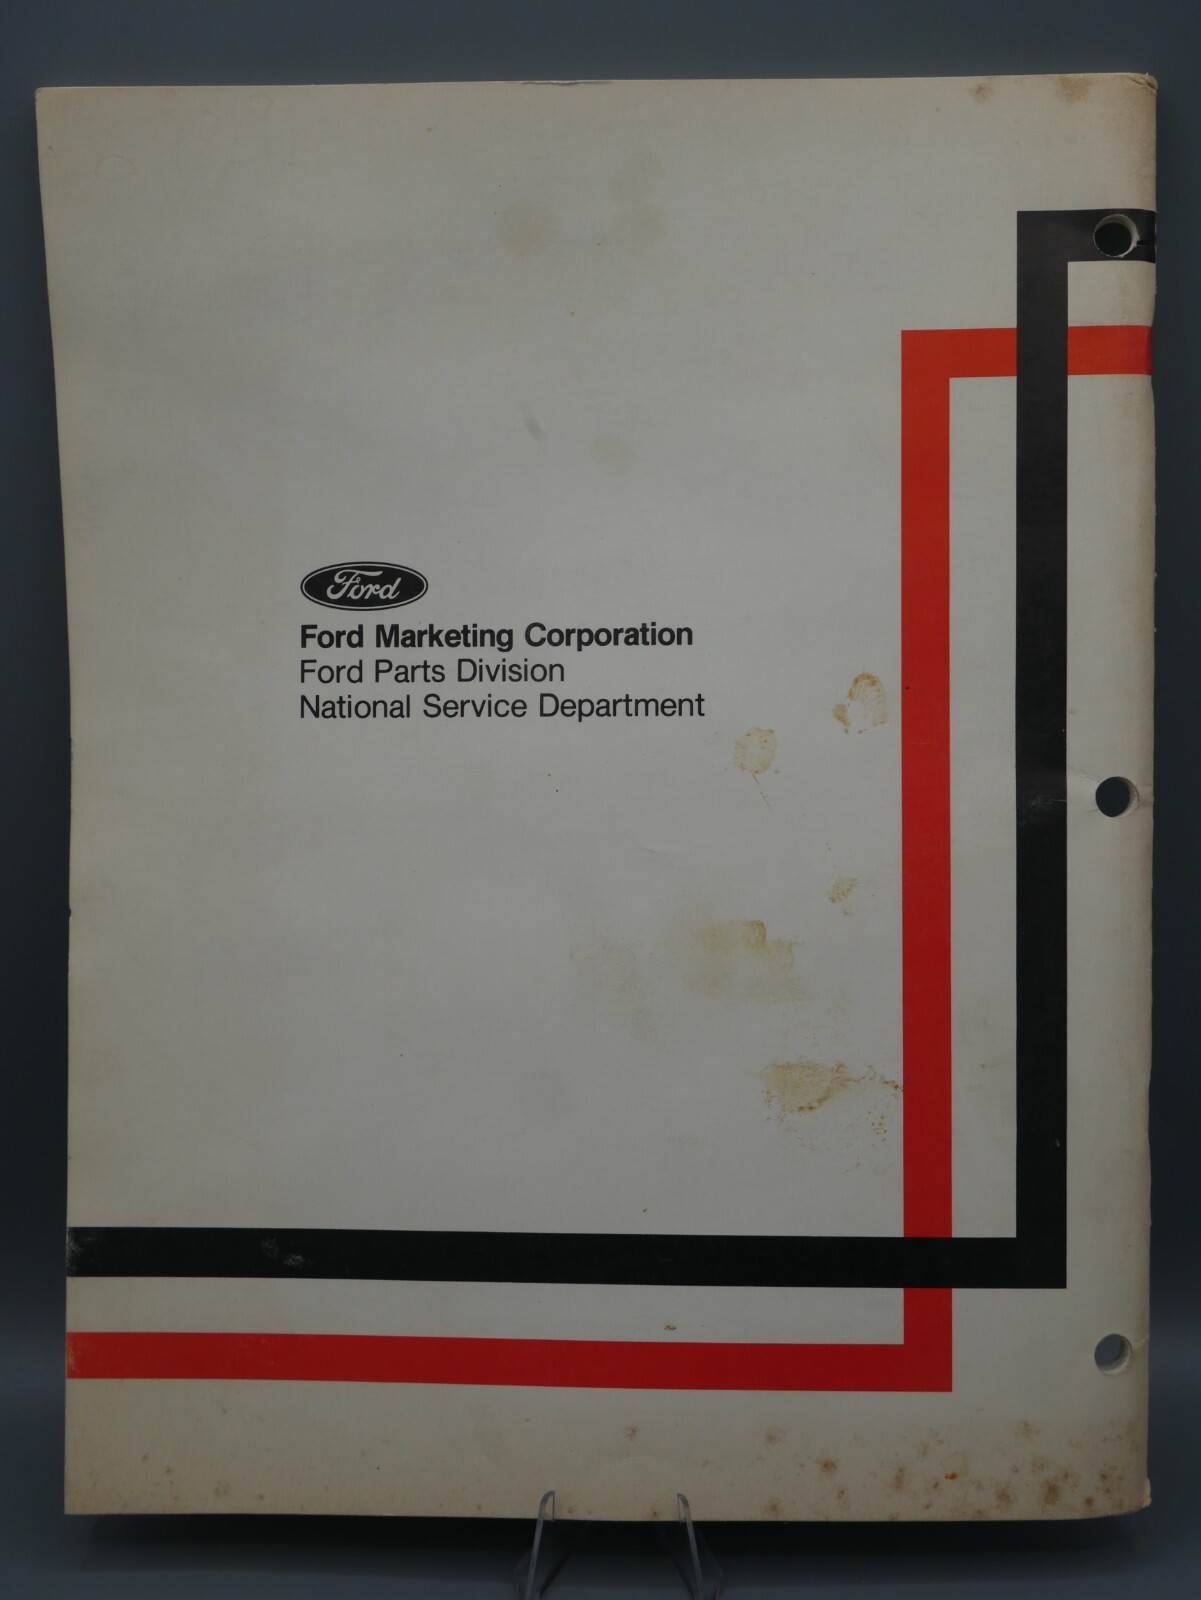 Ford
Ford Marketing Corporation
Ford Parts Division
National Service Department